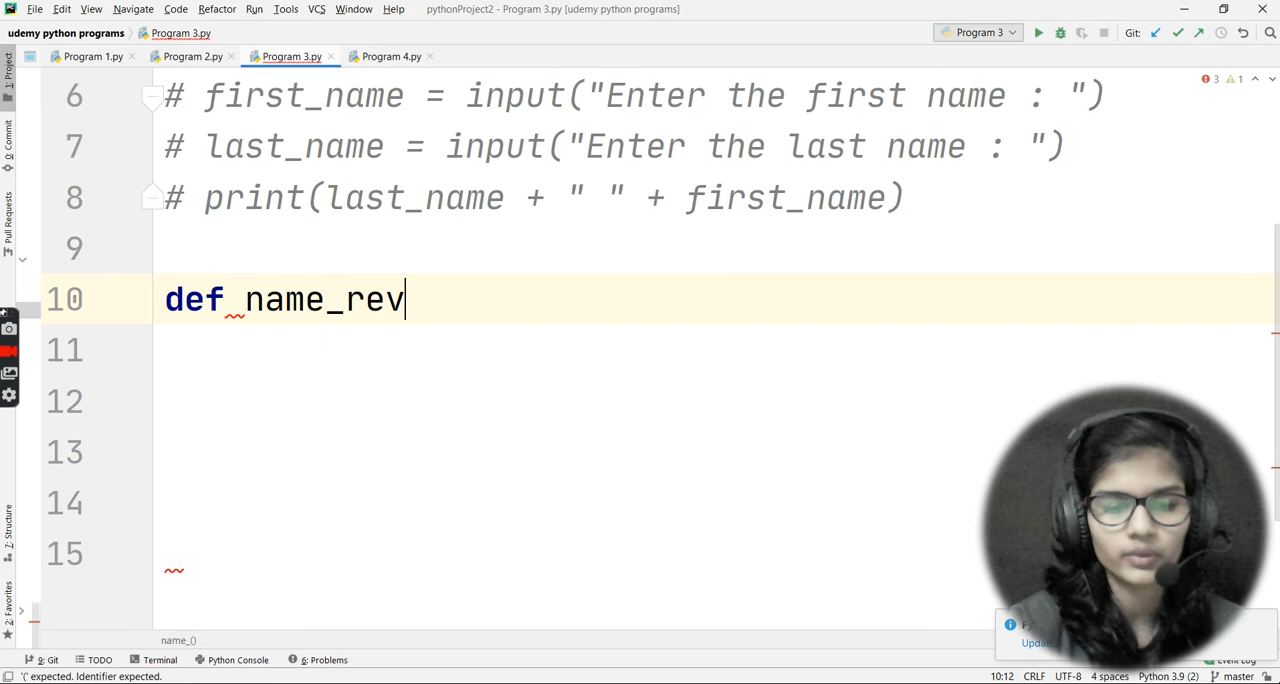 File Edit View Navigate Code Refactor Run Tools VCS Window Help pythonProject2 - Program 3.py [udemy python programs]
udemy python programs Program 3.py Program 3 Git:
1: Project
Program 1.py Program 2.py Program 3.py Program 4.py
3 1
0: Commit
Pull Requests
7: Structure
2: Favorites
6 # first_name = input("Enter the first name : ")
7 # last_name = input("Enter the last name : ")
8 # print(last_name + " " + first_name)
9
10 def name_rev
11
12
13
14
15
name_()
Event Log
9: Git TODO Terminal Python Console 6: Problems
'(' expected. Identifier expected. 10:12 CRLF UTF-8 4 spaces Python 3.9 (2) master